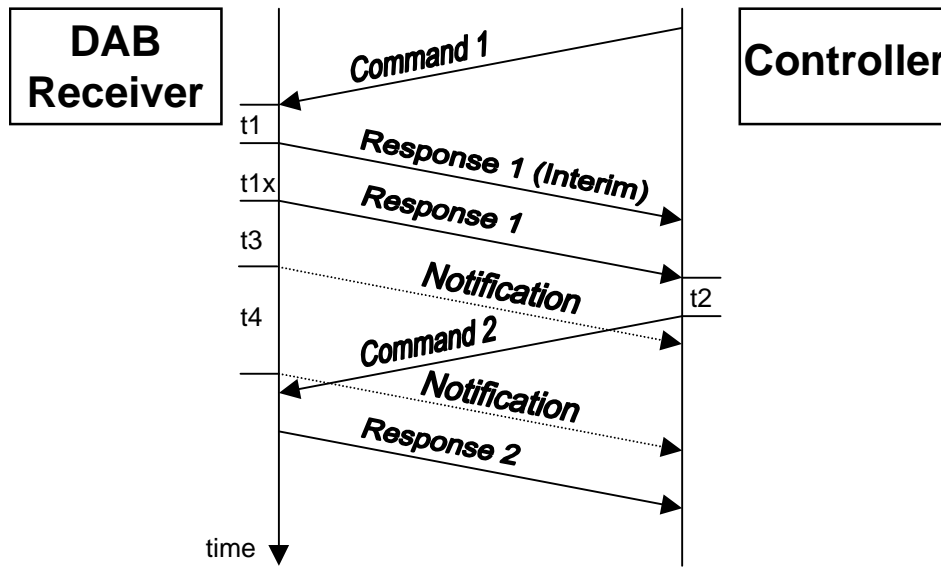 DAB
Receiver
Controller
Command 1
t1
Response 1 (Interim)
t1x
Response 1
t3
Notification
t2
t4
Command 2
Notification
Response 2
time